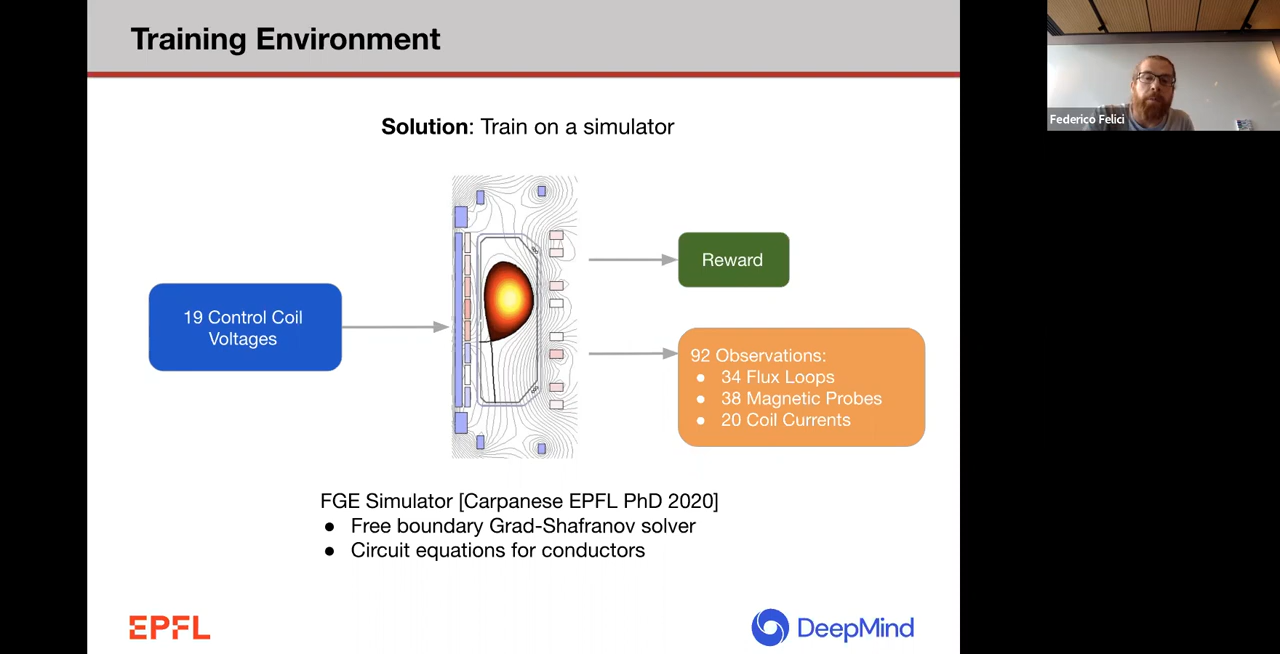 Training Environment
Solution: Train on a simulator
Federico Felici
19 Control Coil
Voltages
Reward
92 Observations:
● 34 Flux Loops
● 38 Magnetic Probes
● 20 Coil Currents
FGE Simulator [Carpanese EPFL PhD 2020]
● Free boundary Grad-Shafranov solver
● Circuit equations for conductors
EPFL
DeepMind